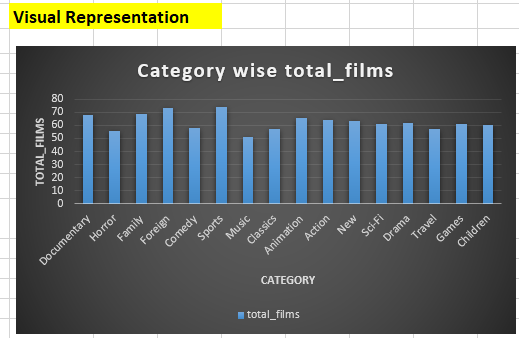 Visual Representation
Category wise total_films
TOTAL_FILMS
80
70
60
50
40
30
20
10
0
Documentary
Horror
Family
Foreign
Comedy
Sports
Music
Classics
Animation
Action
New
Sci-Fi
Drama
Travel
Games
Children
CATEGORY
total_films